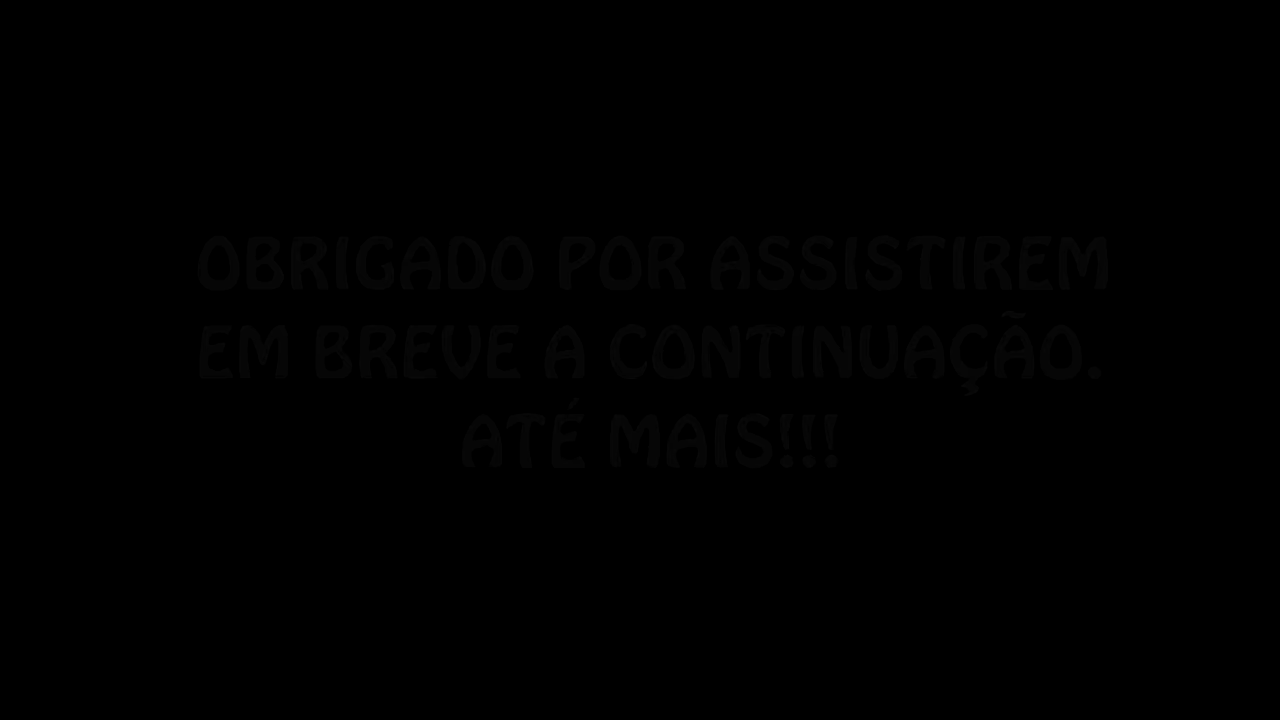 OBRIGADO POR ASSISTIREM
EM BREVE A CONTINUAÇÃO.
ATÉ MAIS!!!